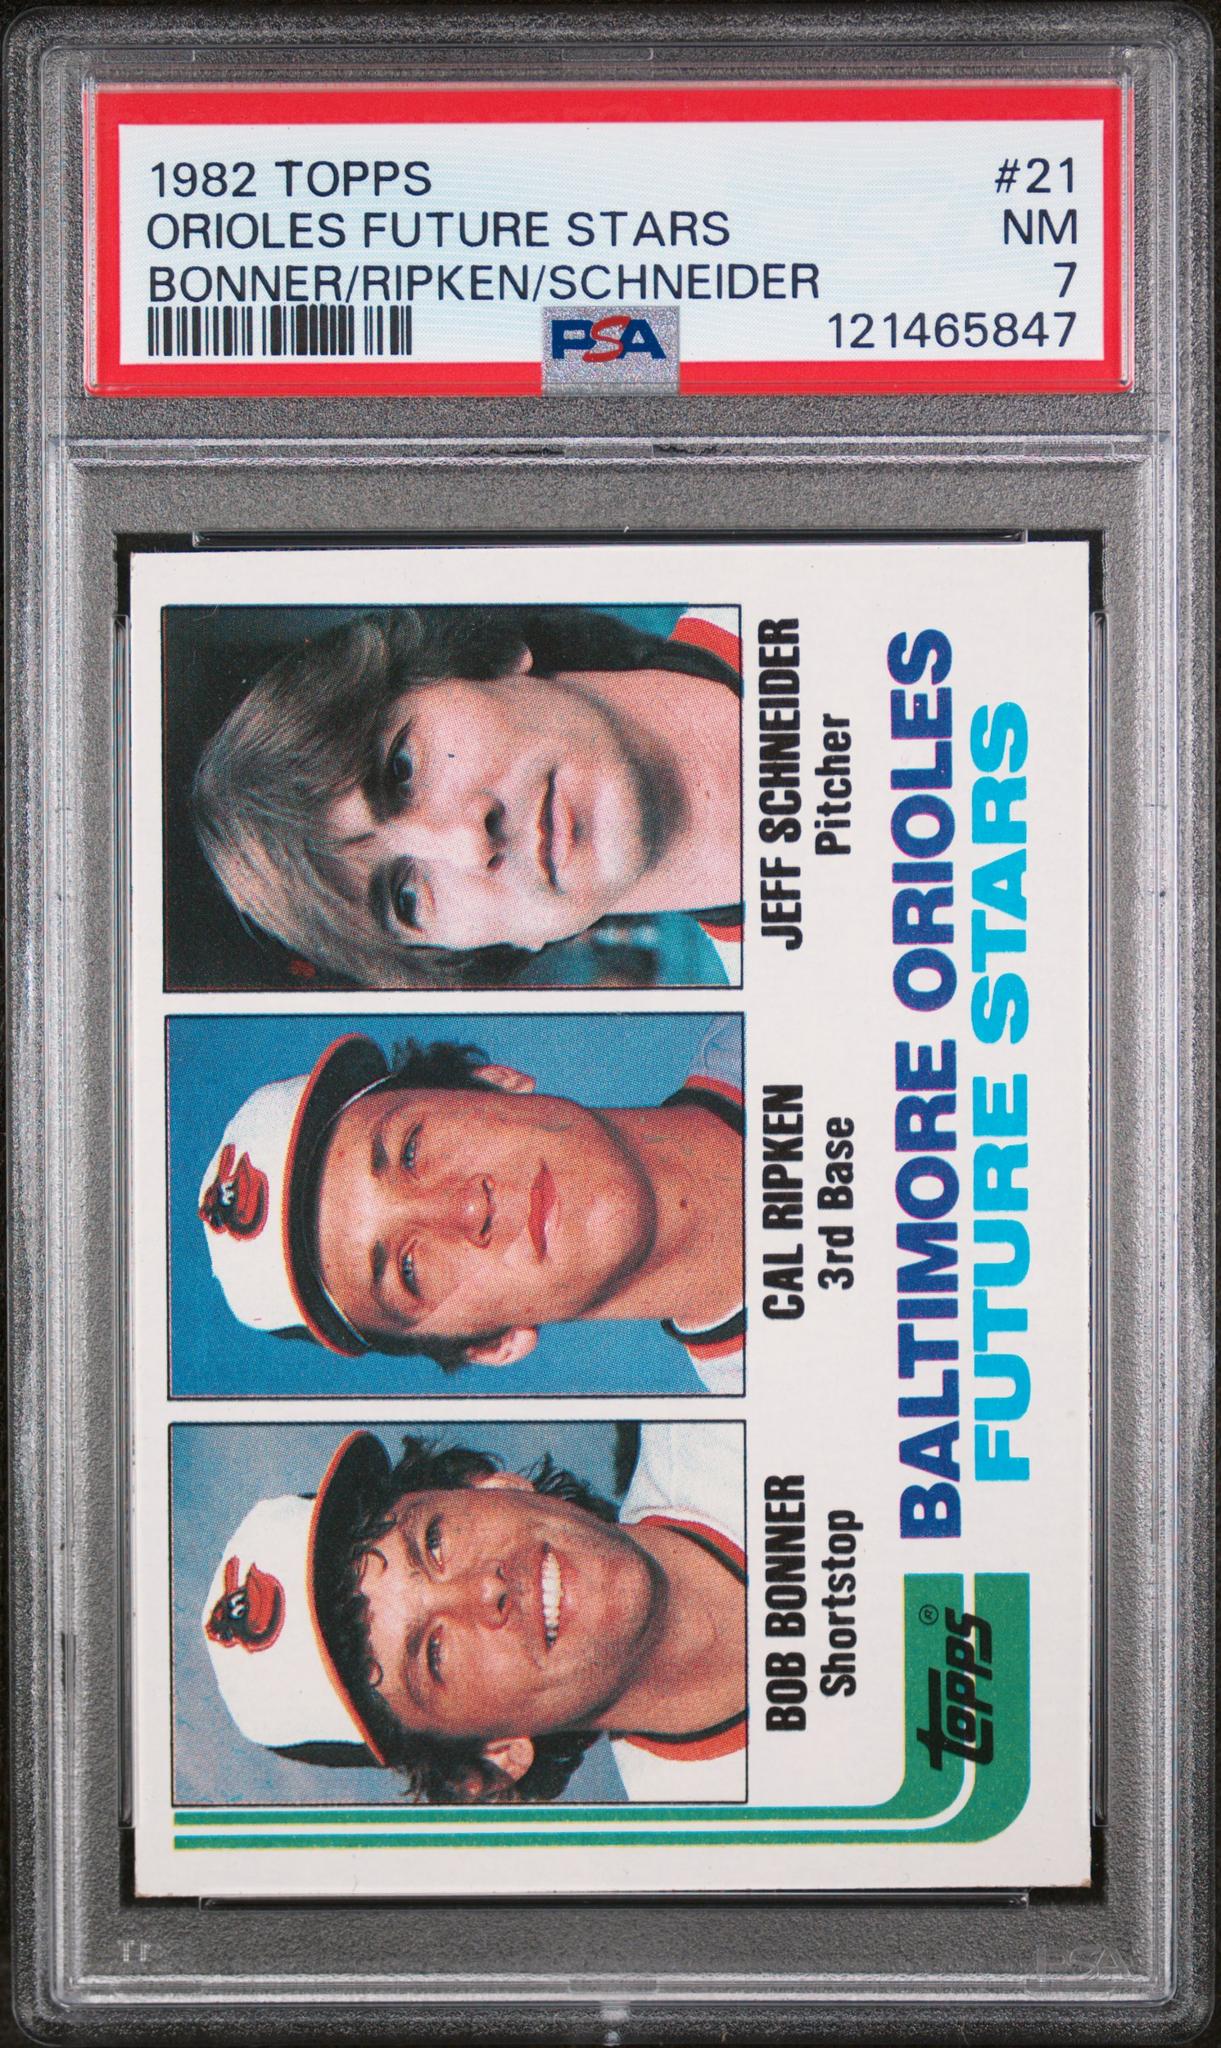 1982 TOPPS #21
ORIOLES FUTURE STARS NM
BONNER/RIPKEN/SCHNEIDER 7
PSA 121465847
BOB BONNER
Shortstop
CAL RIPKEN
3rd Base
JEFF SCHNEIDER
Pitcher
topps®
BALTIMORE ORIOLES
FUTURE STARS
PSA